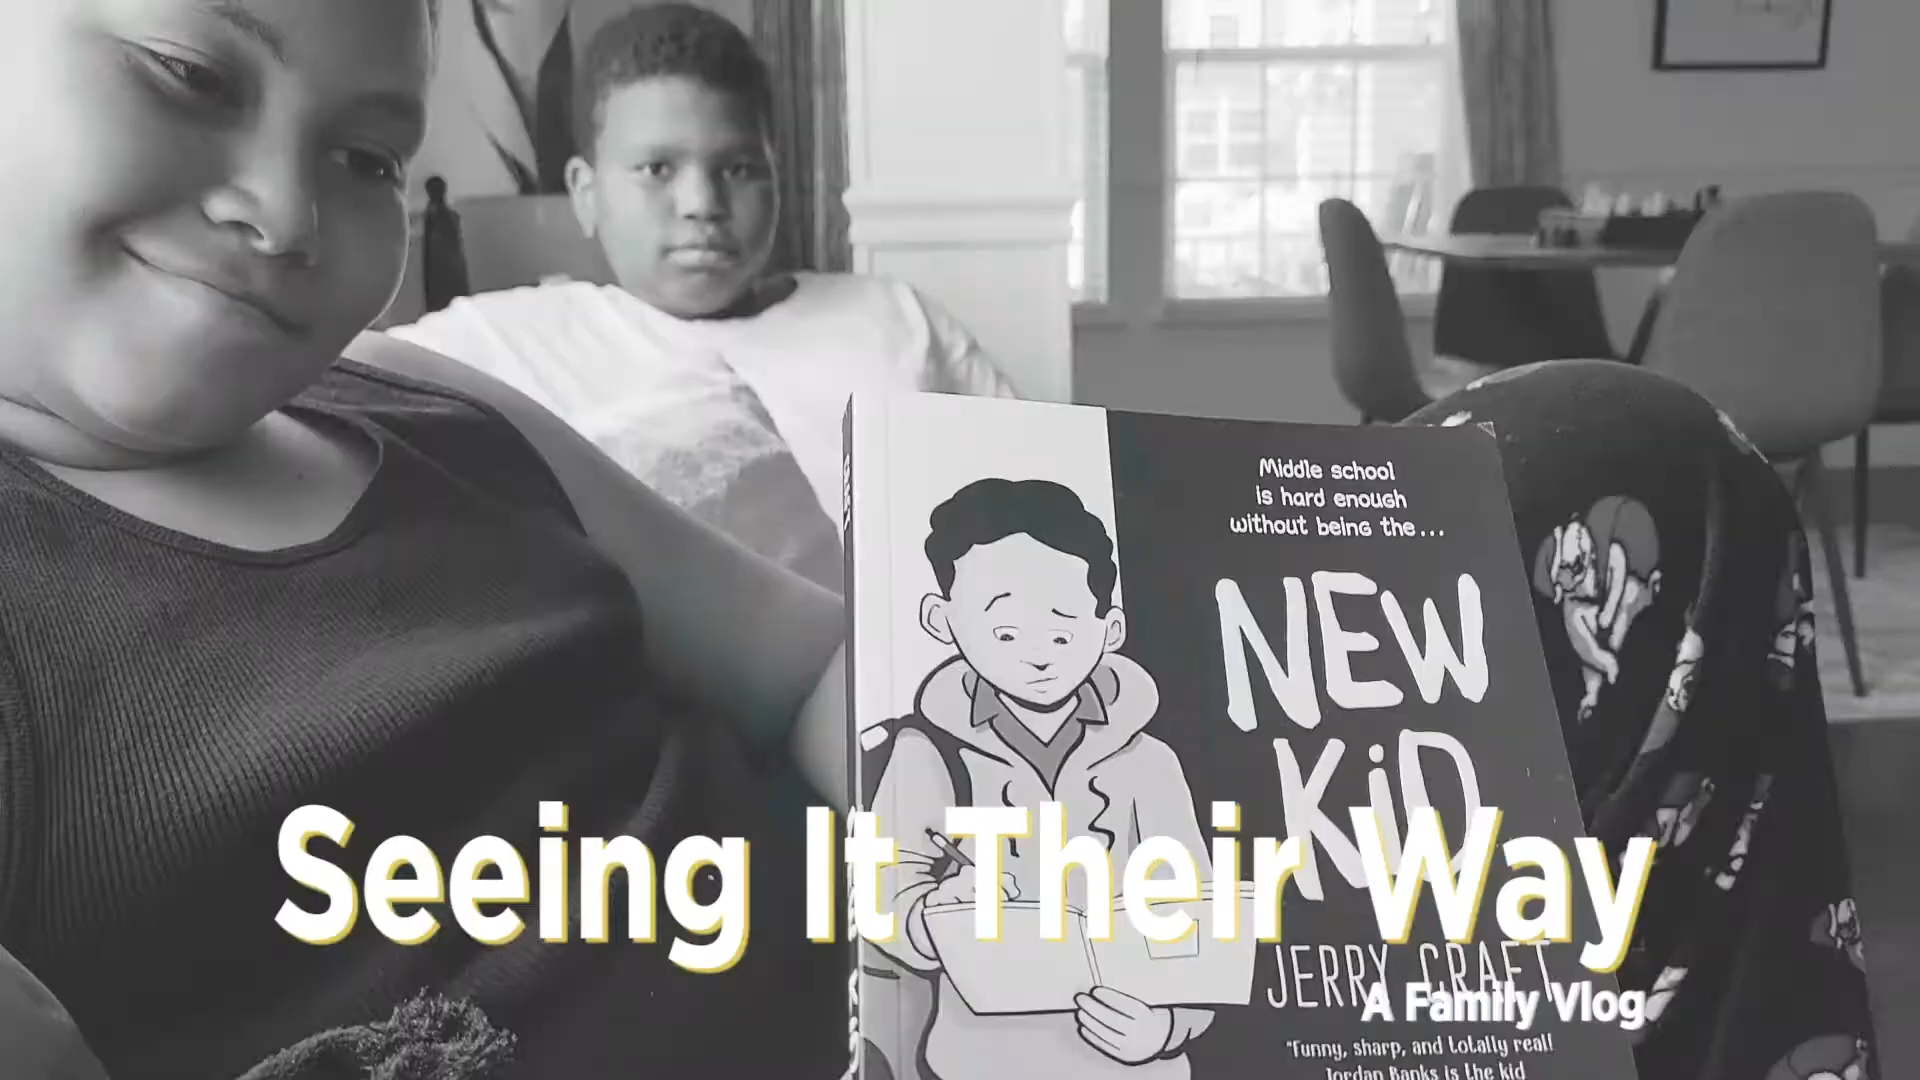 Middle school
is hard enough
without being the...
NEW
KiD
Seeing It Their Way
JERRY CRAFT
A Family Vlog
"Funny, sharp, and totally real!
Jordan Banks is the kid